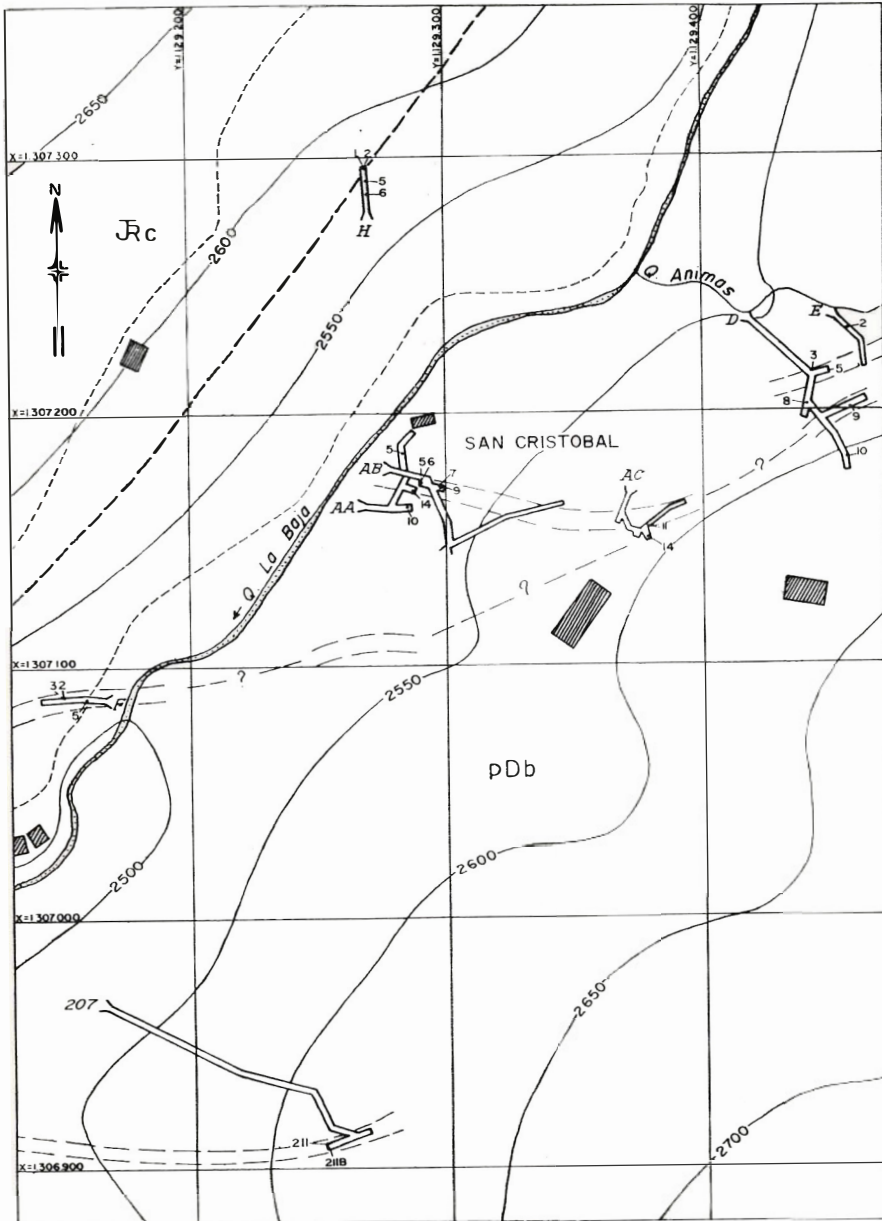 Y=1129.200
Y=1129.300
Y=1129.400
2650
X=1.307.300
1 2
5
6
H
N
JRc
2600
2550
Q. Animas
D
E
2
3
5
8
9
10
X=1.307.200
SAN CRISTOBAL
5
AB
56
7
9
14
AA
10
AC
11
14
?
?
?
Q. La Baja
X=1.307.100
32
5
F
2550
pDb
2500
2600
X=1.307.000
207
2650
211
211B
X=1.306.900
2700